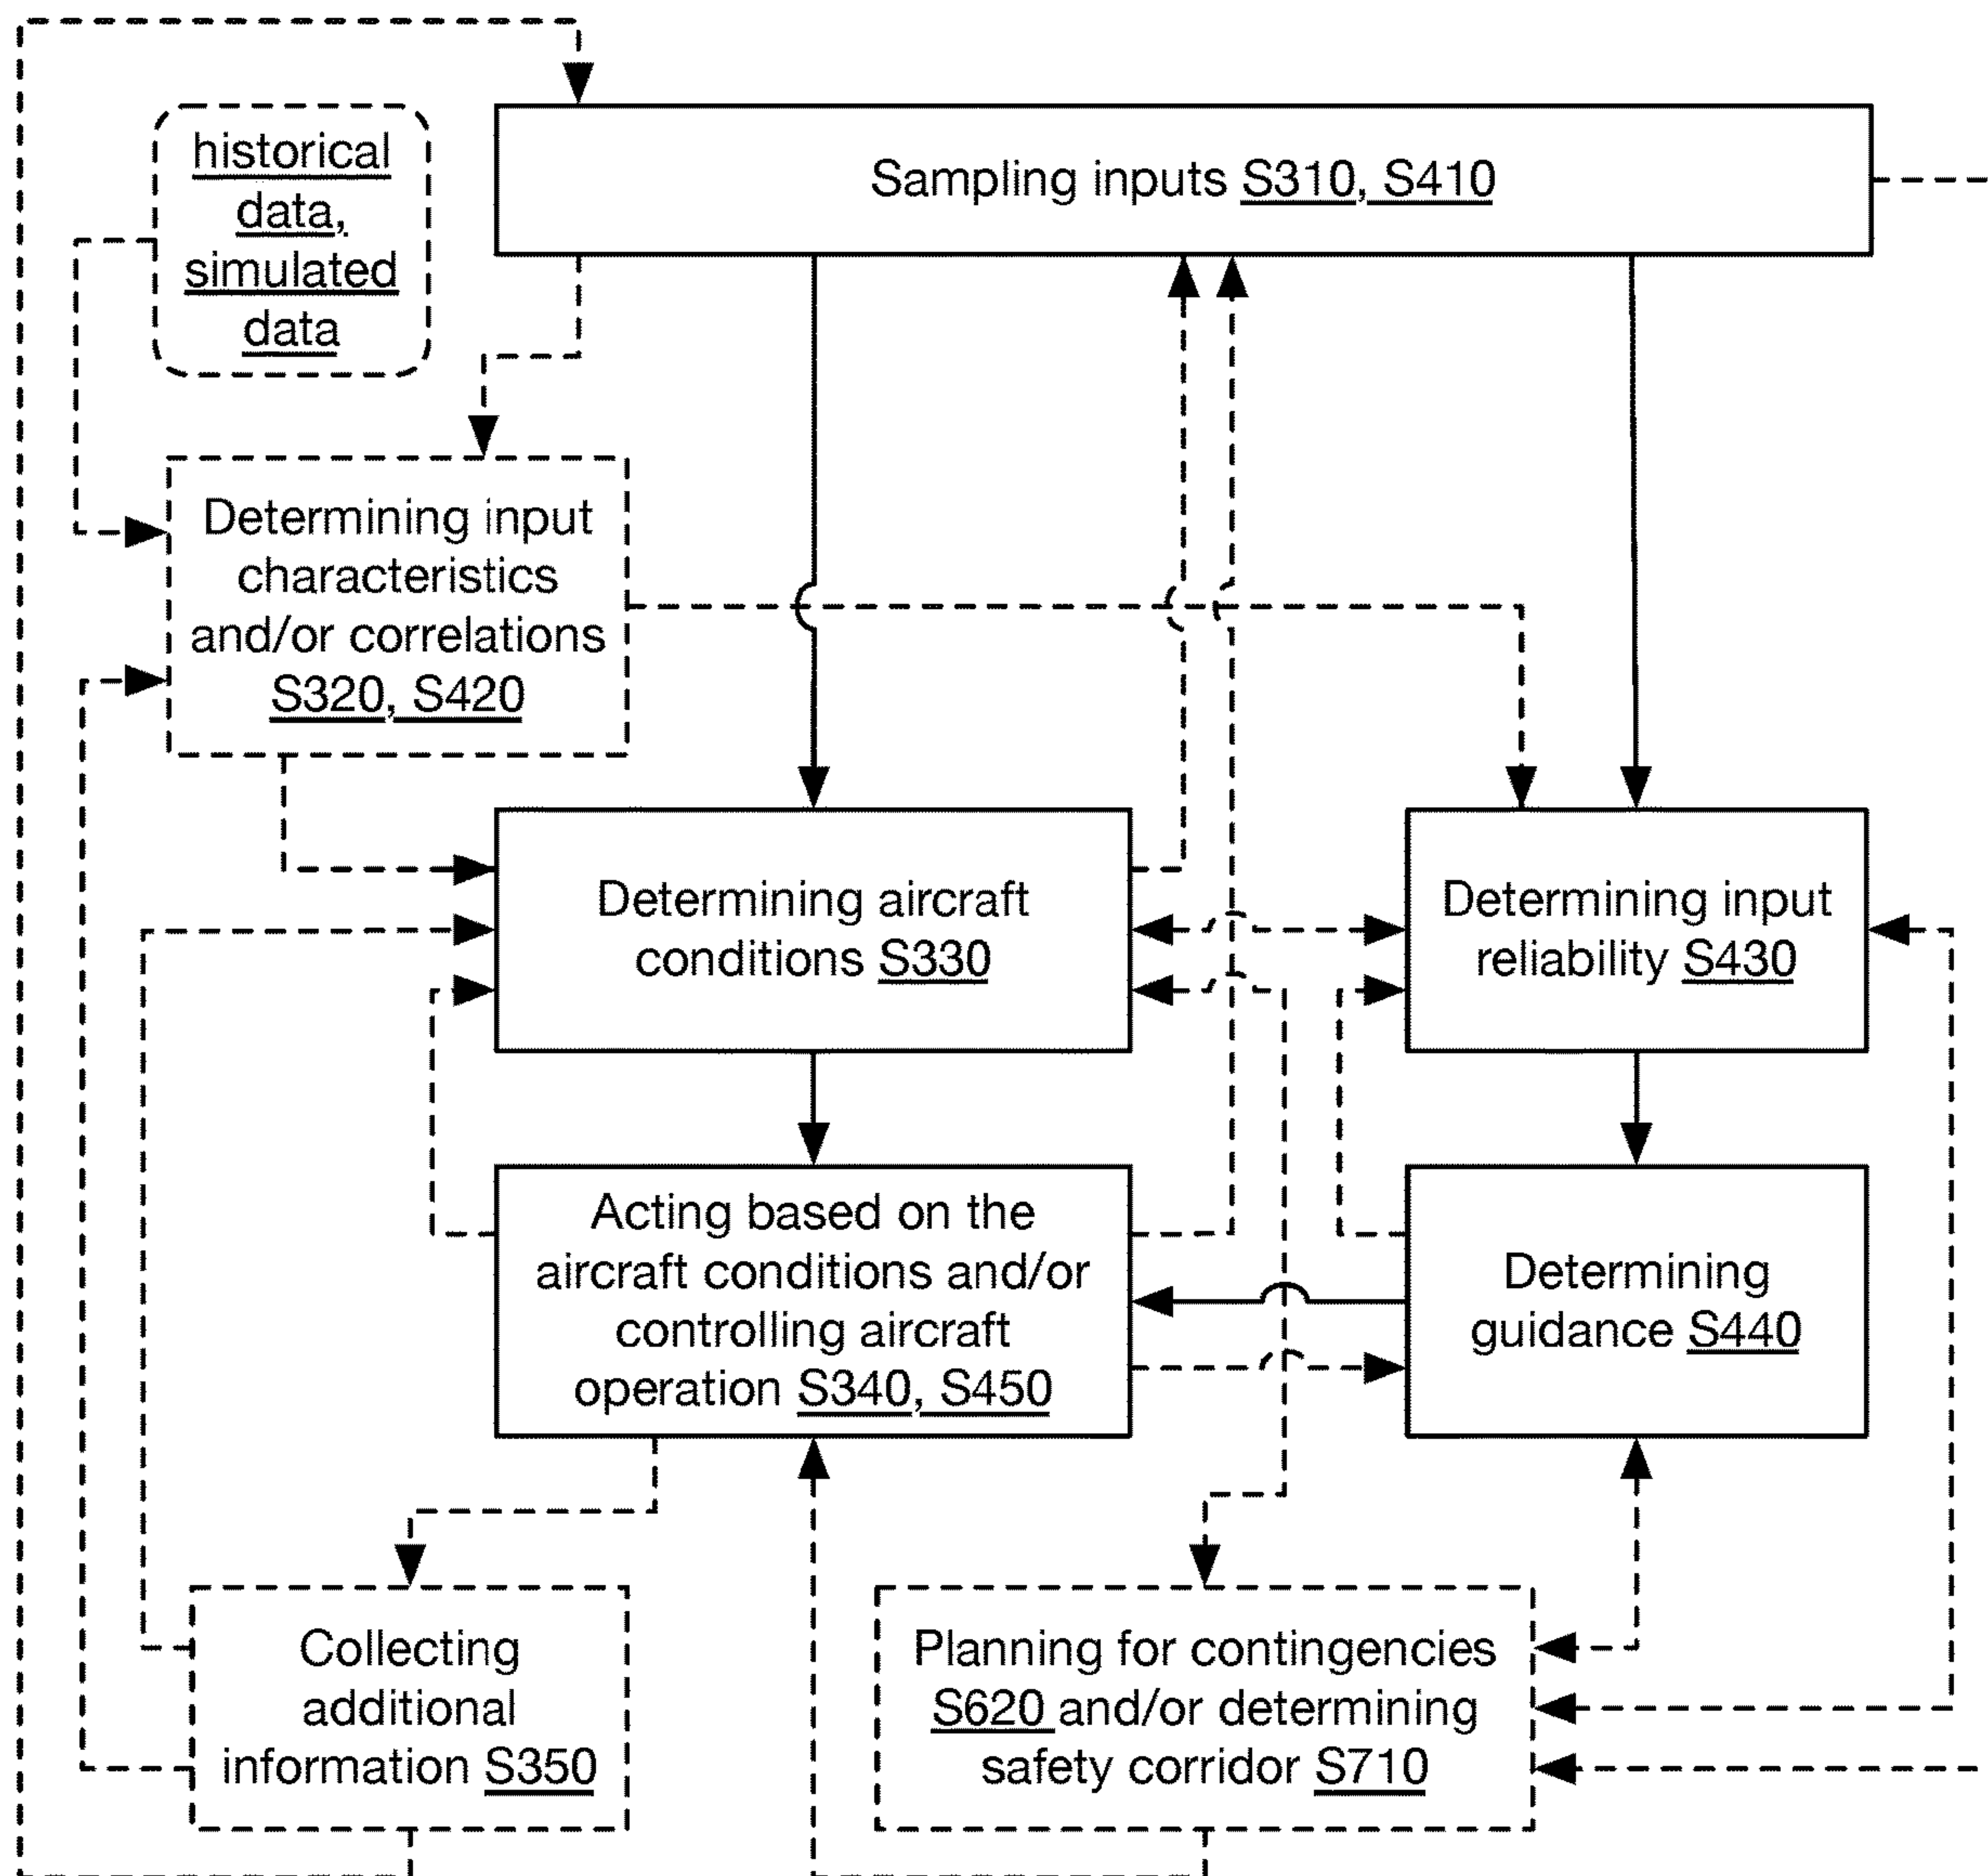 Sampling inputs S310, S410
historical
data,
simulated
data
Determining input
characteristics
and/or correlations
S320, S420
Determining aircraft
conditions S330
Determining input
reliability S430
Acting based on the
aircraft conditions and/or
controlling aircraft
operation S340, S450
Determining
guidance S440
Collecting
additional
information S350
Planning for contingencies
S620 and/or determining
safety corridor S710